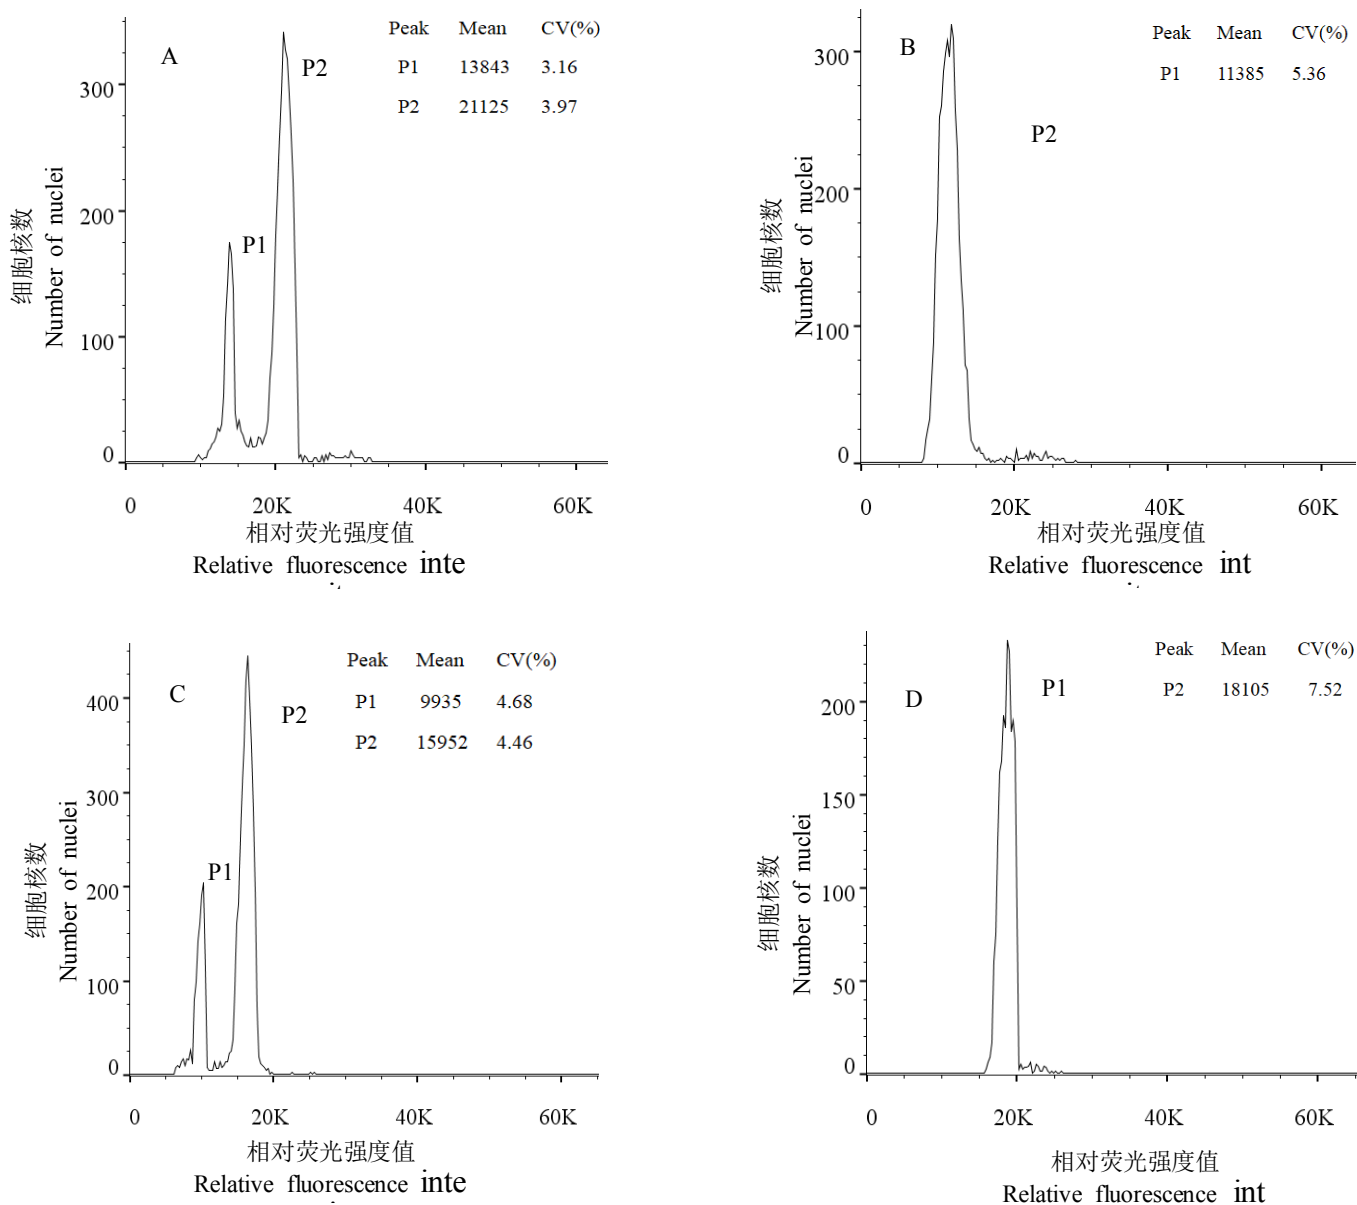 A
Peak Mean CV(%)
P1 13843 3.16
P2 21125 3.97
P2
P1
300
200
100
0
细胞核数
Number of nuclei
0 20K 40K 60K
相对荧光强度值
Relative fluorescence inte
B
Peak Mean CV(%)
P1 11385 5.36
P2
300
200
100
0
细胞核数
Number of nuclei
0 20K 40K 60K
相对荧光强度值
Relative fluorescence int
C
Peak Mean CV(%)
P1 9935 4.68
P2 15952 4.46
P2
P1
400
300
200
100
0
细胞核数
Number of nuclei
0 20K 40K 60K
相对荧光强度值
Relative fluorescence inte
D
Peak Mean CV(%)
P2 18105 7.52
P1
200
150
100
50
0
细胞核数
Number of nuclei
0 20K 40K 60K
相对荧光强度值
Relative fluorescence int